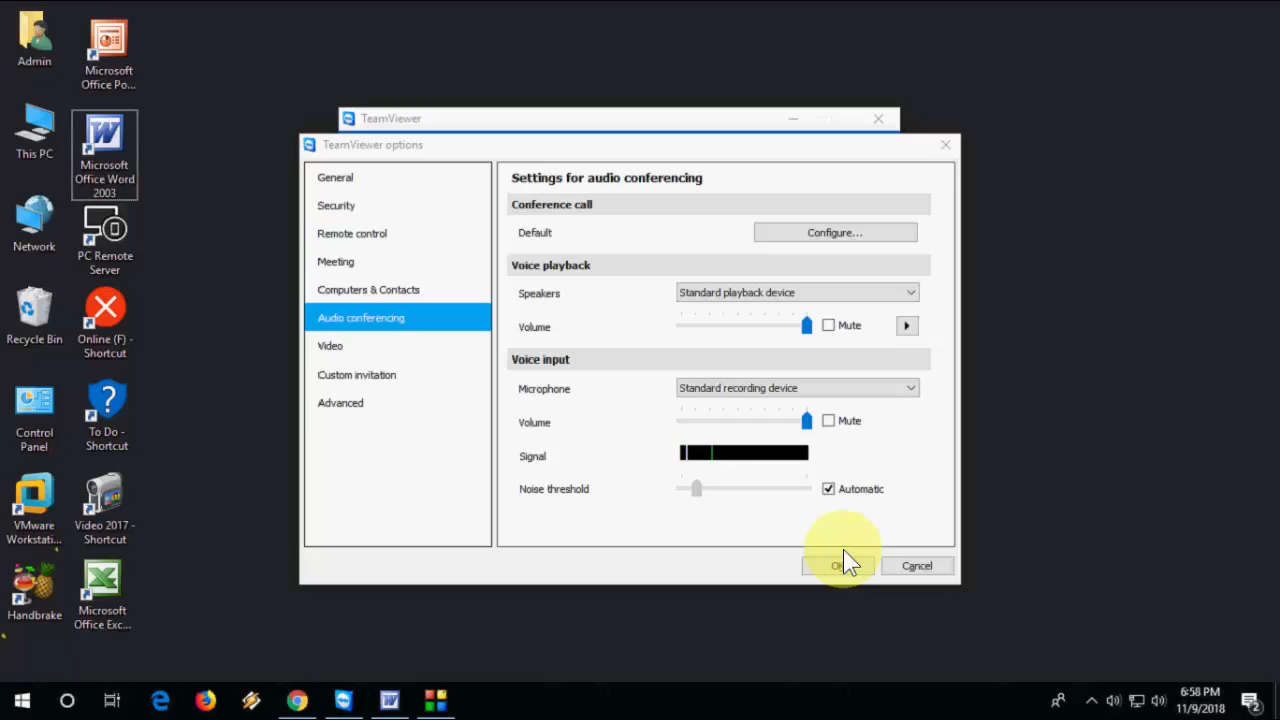 Admin
Microsoft
Office Po...
This PC
Microsoft
Office Word
2003
Network
PC Remote
Server
Recycle Bin
Online (F) -
Shortcut
Control
Panel
To Do -
Shortcut
VMware
Workstati...
Video 2017 -
Shortcut
Handbrake
Microsoft
Office Exc...
TeamViewer
TeamViewer options
General
Security
Remote control
Meeting
Computers & Contacts
Audio conferencing
Video
Custom invitation
Advanced
Settings for audio conferencing
Conference call
Default
Configure...
Voice playback
Speakers
Standard playback device
Volume
Mute
Voice input
Microphone
Standard recording device
Volume
Mute
Signal
Noise threshold
Automatic
Cancel
6:58 PM
11/9/2018
2